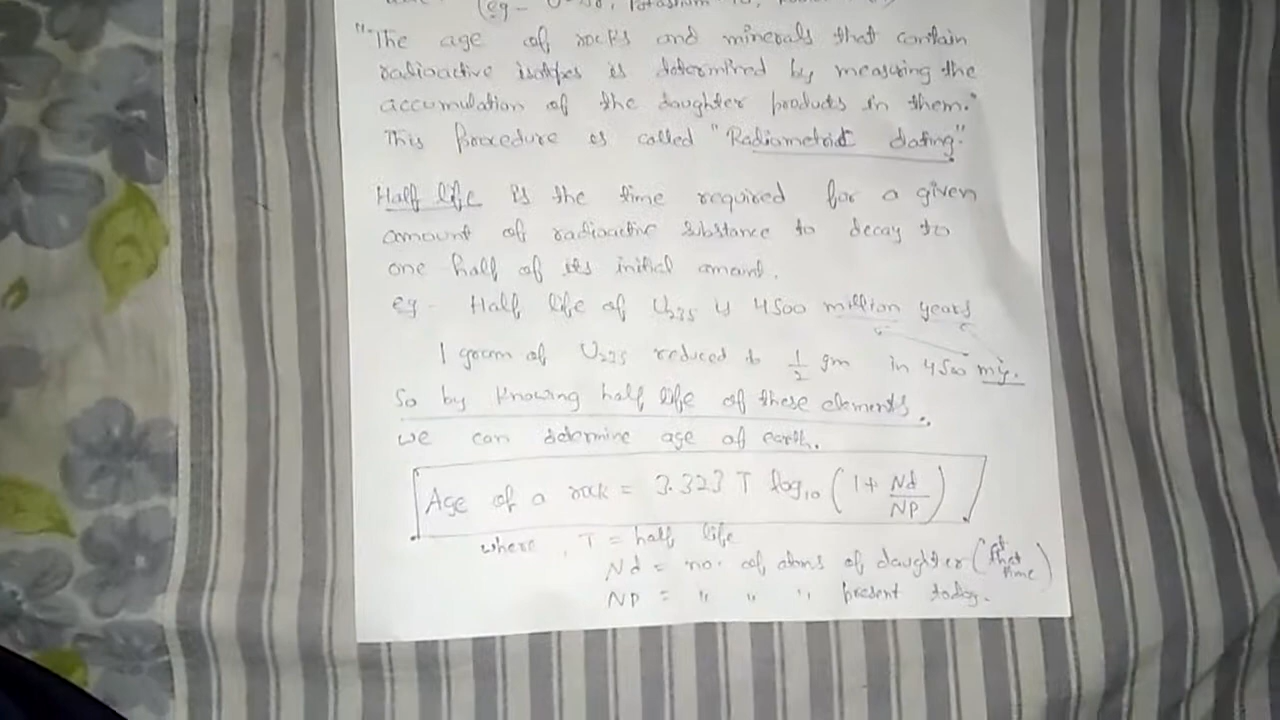 (eg - U-238, Potassium
"The age of rocks and minerals that contain
radioactive isotopes is determined by measuring the
accumulation of the daughter products in them."
This procedure is called "Radiometric dating"
Half life is the time required for a given
amount of radioactive substance to decay to
one half of its initial amount.
eg - Half life of U235 is 4500 million years
1 gram of U235 reduced to 1/2 gm in 4500 my.
So by knowing half life of these elements.
we can determine age of earth.
Age of a rock = 3.323 T log10 (1 + Nd/NP)
where, T = half life
Nd = no. of atoms of daughter (at that time)
NP = " " " present today.